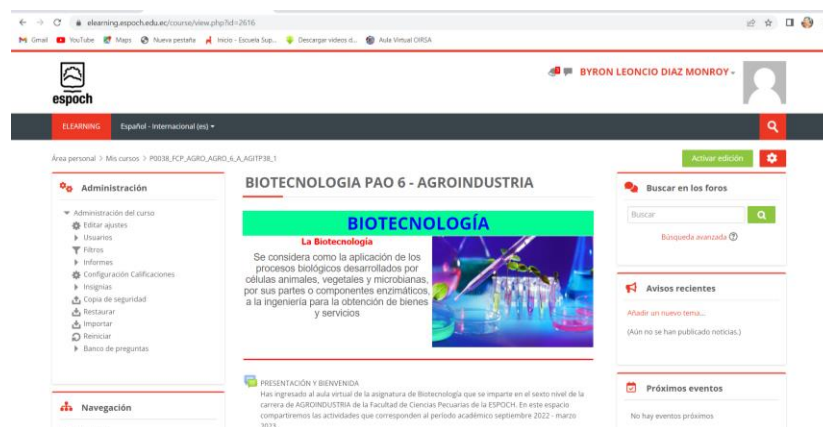 elearning.espoch.edu.ec/course/view.php?id=2616
Gmail YouTube Maps Nueva pestaña Inicio - Escuela Sup... Descargar videos d... Aula Virtual OIRSA
espoch
BYRON LEONCIO DIAZ MONROY
ELEARNING Español - Internacional (es)
Área personal > Mis cursos > P0038_FCP_AGRO_AGRO_6_A_AGITP38_1
Activar edición
Administración
Administración del curso
Editar ajustes
Usuarios
Filtros
Informes
Configuración Calificaciones
Insignias
Copia de seguridad
Restaurar
Importar
Reiniciar
Banco de preguntas
Navegación
BIOTECNOLOGIA PAO 6 - AGROINDUSTRIA
BIOTECNOLOGÍA
La Biotecnología
Se considera como la aplicación de los
procesos biológicos desarrollados por
células animales, vegetales y microbianas,
por sus partes o componentes enzimáticos,
a la ingeniería para la obtención de bienes
y servicios
PRESENTACIÓN Y BIENVENIDA
Has ingresado al aula virtual de la asignatura de Biotecnología que se imparte en el sexto nivel de la
carrera de AGROINDUSTRIA de la Facultad de Ciencias Pecuarias de la ESPOCH. En este espacio
compartiremos las actividades que corresponden al periodo académico septiembre 2022 - marzo
2023
Buscar en los foros
Buscar
Búsqueda avanzada
Avisos recientes
Añadir un nuevo tema...
(Aún no se han publicado noticias.)
Próximos eventos
No hay eventos próximos